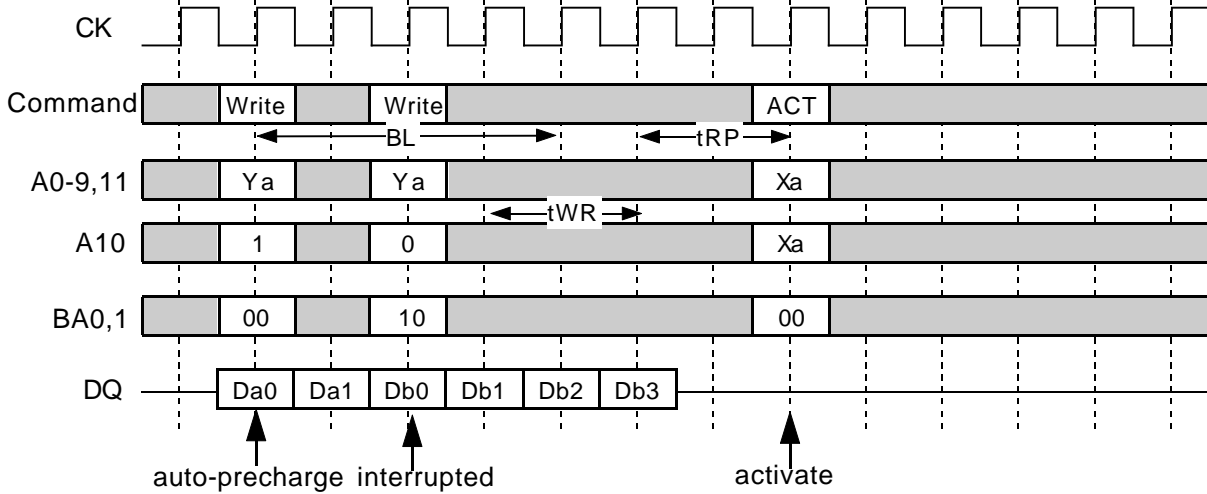 CK
Command Write Write ACT
BL tRP
A0-9,11 Ya Ya Xa
tWR
A10 1 0 Xa
BA0,1 00 10 00
DQ Da0 Da1 Db0 Db1 Db2 Db3
auto-precharge interrupted activate